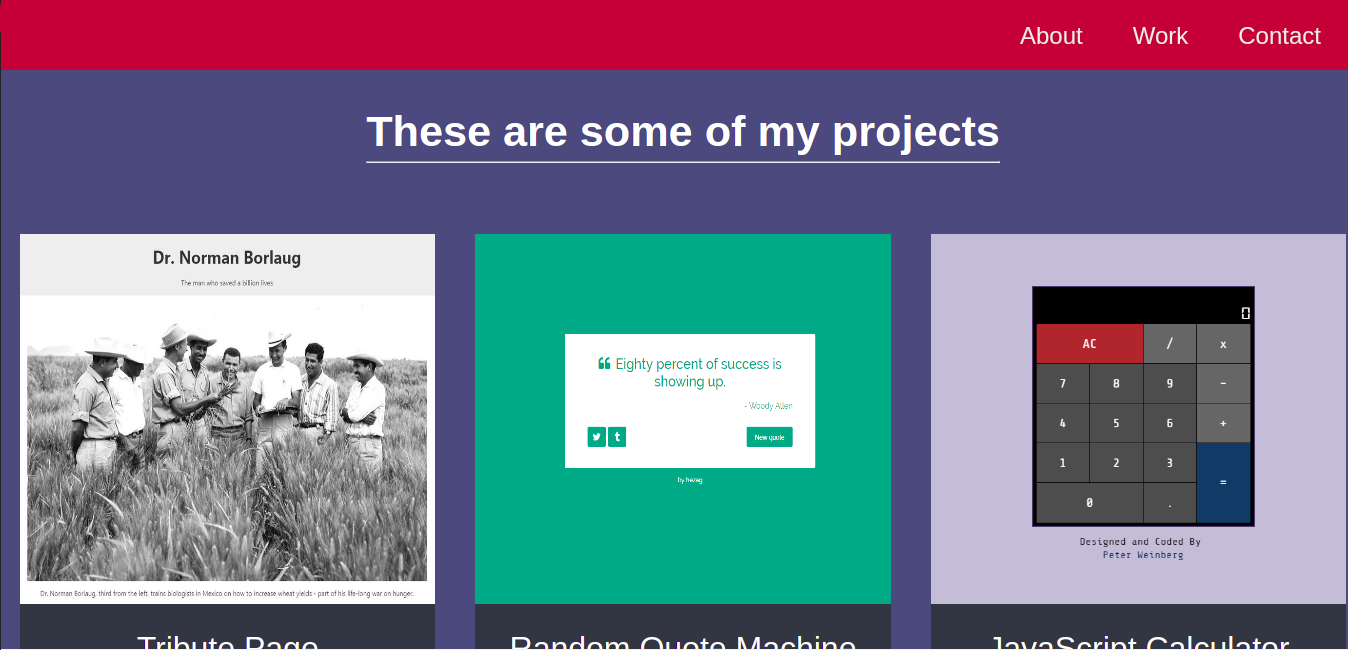 About Work Contact
These are some of my projects
Dr. Norman Borlaug
The man who saved a billion lives
Dr. Norman Borlaug, third from the left, trains biologists in Mexico on how to increase wheat yields - part of his life-long war on hunger.
Tribute Page
“ Eighty percent of success is
showing up.
- Woody Allen
New quote
by hezag
Random Quote Machine
0
AC / x
7 8 9 -
4 5 6 +
1 2 3 =
0 .
Designed and Coded By
Peter Weinberg
JavaScript Calculator